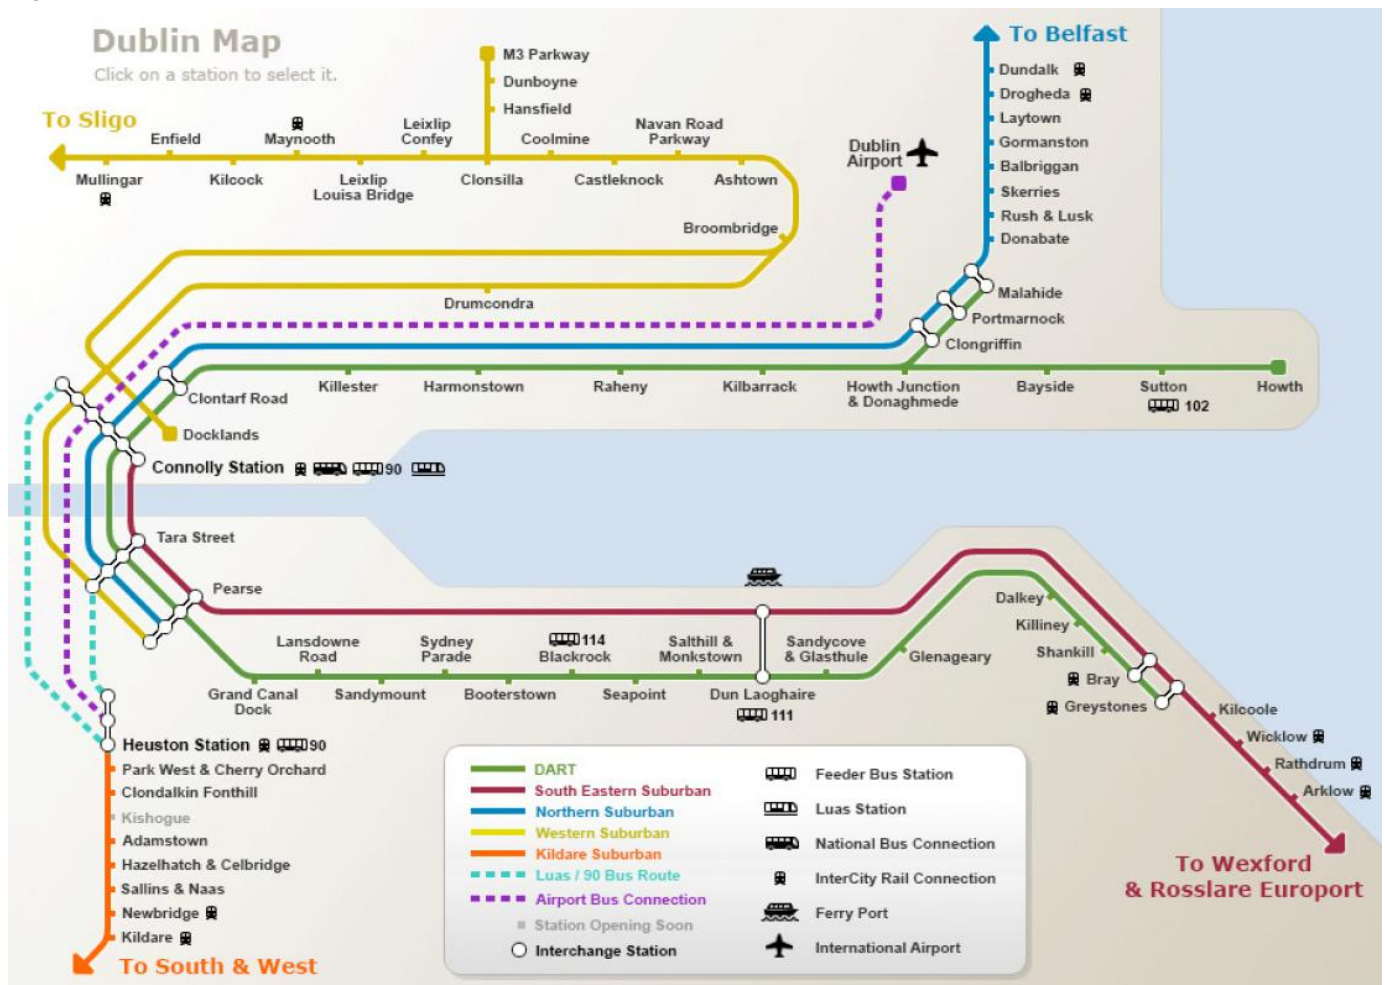 Dublin Map
Click on a station to select it.
To Belfast
M3 Parkway
Dunboyne
Hansfield
To Sligo
Enfield
Maynooth
Leixlip
Confey
Coolmine
Navan Road
Parkway
Mullingar
Kilcock
Leixlip
Louisa Bridge
Clonsilla
Castleknock
Ashtown
Broombridge
Drumcondra
Dublin
Airport
Dundalk
Drogheda
Laytown
Gormanston
Balbriggan
Skerries
Rush & Lusk
Donabate
Malahide
Portmarnock
Clongriffin
Clontarf Road
Killester
Harmonstown
Raheny
Kilbarrack
Howth Junction
& Donaghmede
Bayside
Sutton
102
Howth
Docklands
Connolly Station 90
Tara Street
Pearse
Lansdowne
Road
Sydney
Parade
114
Blackrock
Salthill &
Monkstown
Sandycove
& Glasthule
Glenageary
Grand Canal
Dock
Sandymount
Booterstown
Seapoint
Dun Laoghaire
111
Dalkey
Killiney
Shankill
Bray
Greystones
Kilcoole
Wicklow
Rathdrum
Arklow
To Wexford
& Rosslare Europort
Heuston Station 90
Park West & Cherry Orchard
Clondalkin Fonthill
Kishogue
Adamstown
Hazelhatch & Celbridge
Sallins & Naas
Newbridge
Kildare
To South & West
DART
South Eastern Suburban
Northern Suburban
Western Suburban
Kildare Suburban
Luas / 90 Bus Route
Airport Bus Connection
Station Opening Soon
Interchange Station
Feeder Bus Station
Luas Station
National Bus Connection
InterCity Rail Connection
Ferry Port
International Airport